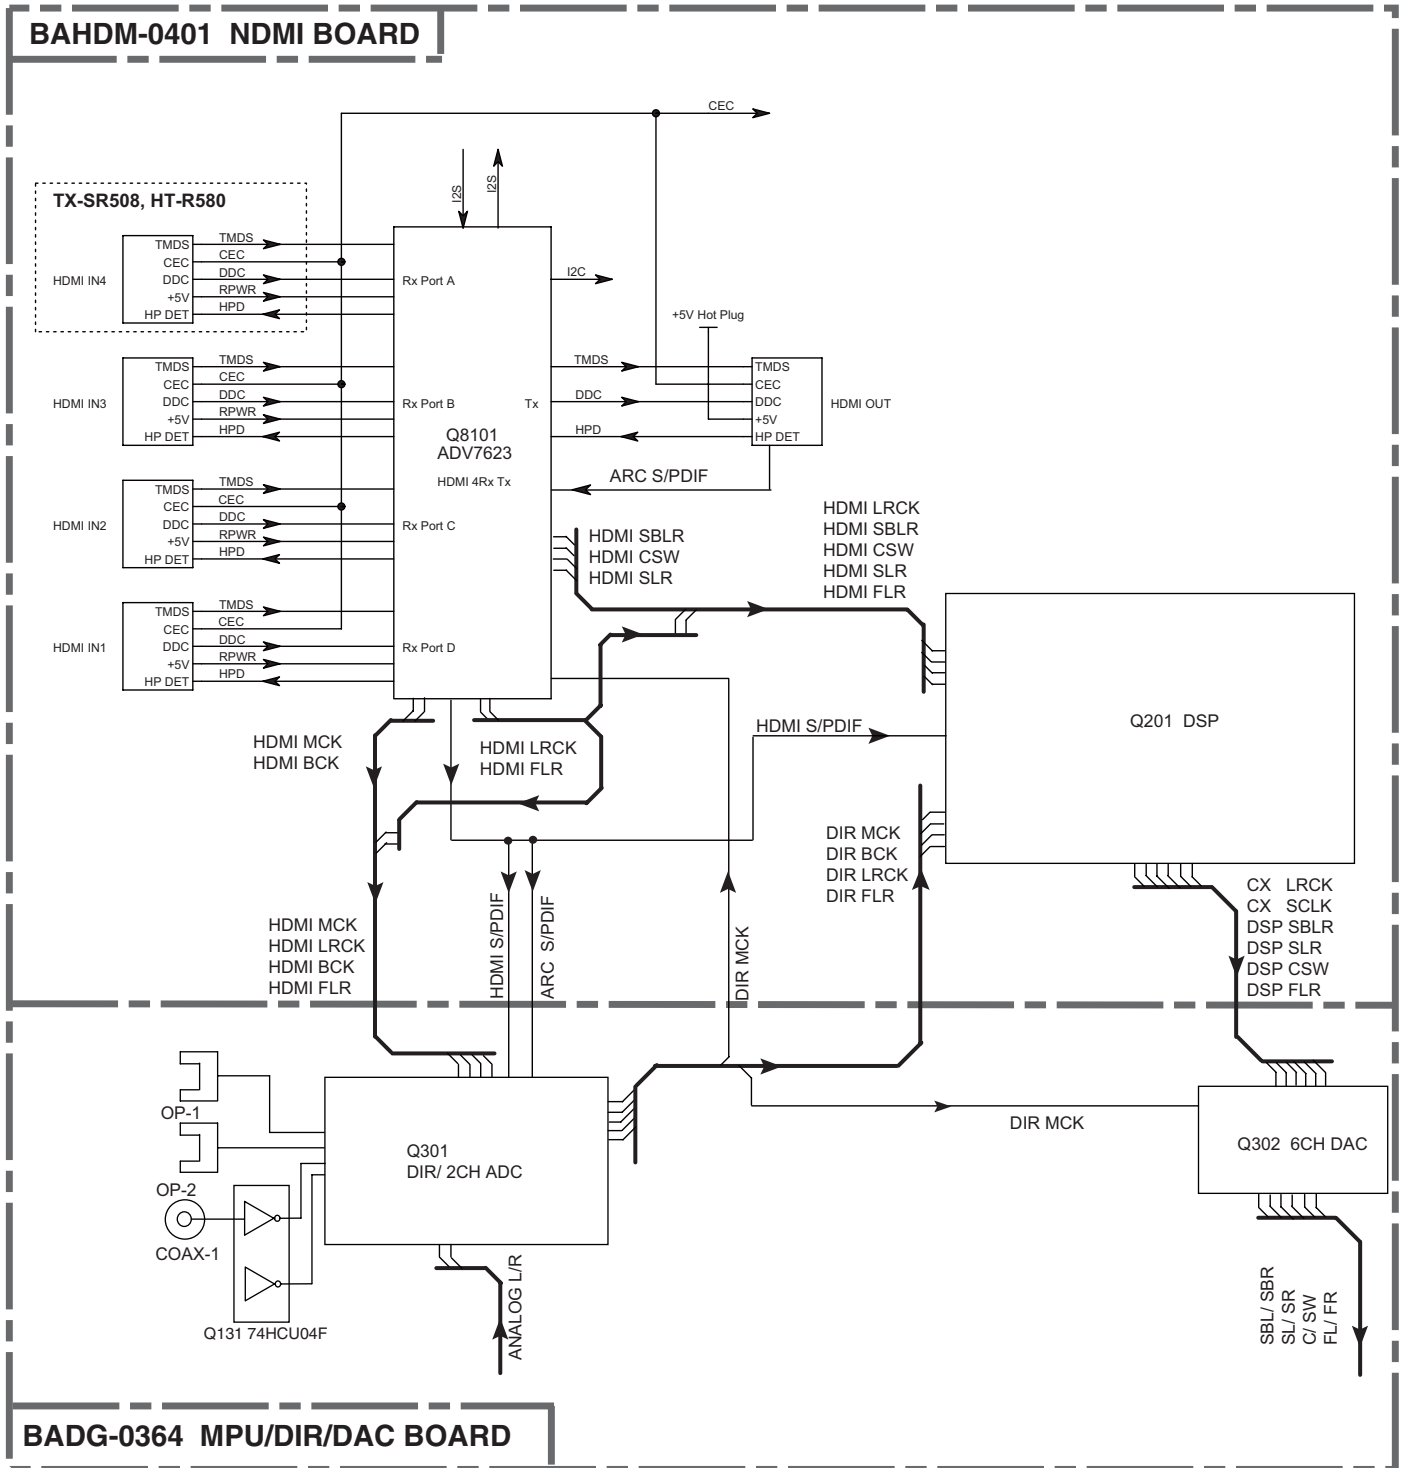 BAHDM-0401 NDMI BOARD
CEC
I2S
I2S
TX-SR508, HT-R580
HDMI IN4
TMDS
CEC
DDC
+5V
HP DET
TMDS
CEC
DDC
RPWR
HPD
Rx Port A
I2C
+5V Hot Plug
HDMI IN3
TMDS
CEC
DDC
+5V
HP DET
TMDS
CEC
DDC
RPWR
HPD
Rx Port B
Tx
Q8101
ADV7623
HDMI 4Rx Tx
TMDS
DDC
HPD
TMDS
CEC
DDC
+5V
HP DET
HDMI OUT
ARC S/PDIF
HDMI IN2
TMDS
CEC
DDC
+5V
HP DET
TMDS
CEC
DDC
RPWR
HPD
Rx Port C
HDMI SBLR
HDMI CSW
HDMI SLR
HDMI LRCK
HDMI SBLR
HDMI CSW
HDMI SLR
HDMI FLR
HDMI IN1
TMDS
CEC
DDC
+5V
HP DET
TMDS
CEC
DDC
RPWR
HPD
Rx Port D
HDMI MCK
HDMI BCK
HDMI LRCK
HDMI FLR
HDMI S/PDIF
Q201 DSP
DIR MCK
DIR BCK
DIR LRCK
DIR FLR
HDMI MCK
HDMI LRCK
HDMI BCK
HDMI FLR
HDMI S/PDIF
ARC S/PDIF
DIR MCK
CX LRCK
CX SCLK
DSP SBLR
DSP SLR
DSP CSW
DSP FLR
OP-1
OP-2
COAX-1
Q131 74HCU04F
Q301
DIR/ 2CH ADC
ANALOG L/R
DIR MCK
Q302 6CH DAC
SBL/ SBR
SL/ SR
C/ SW
FL/ FR
BADG-0364 MPU/DIR/DAC BOARD